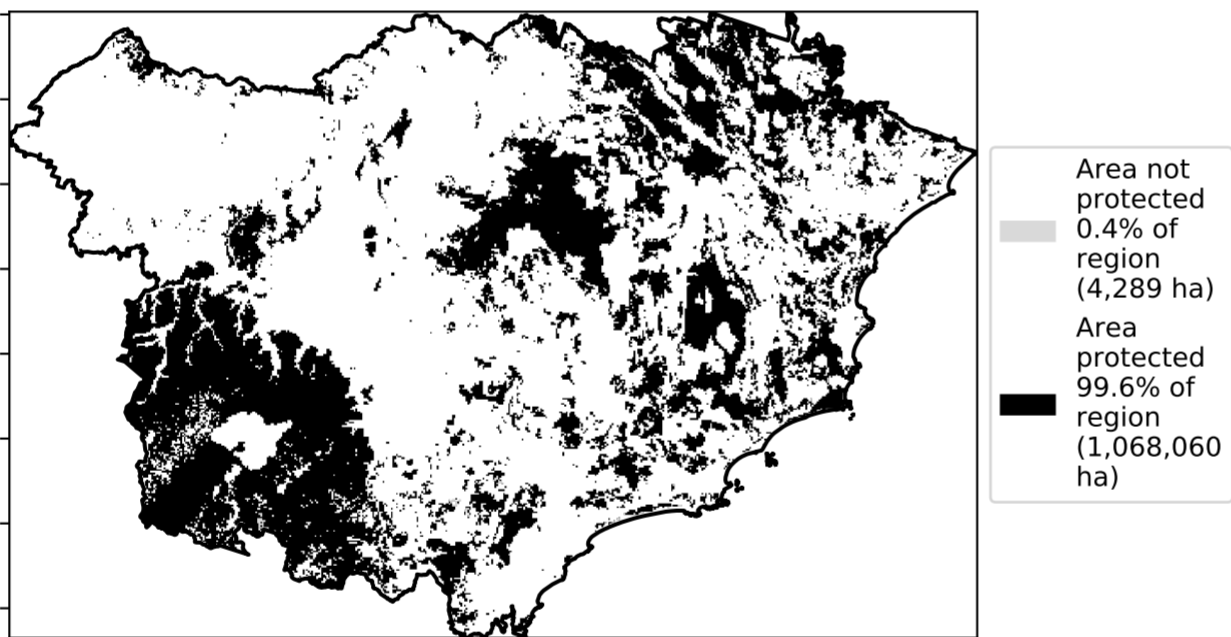 Area not
protected
0.4% of
region
(4,289 ha)
Area
protected
99.6% of
region
(1,068,060
ha)